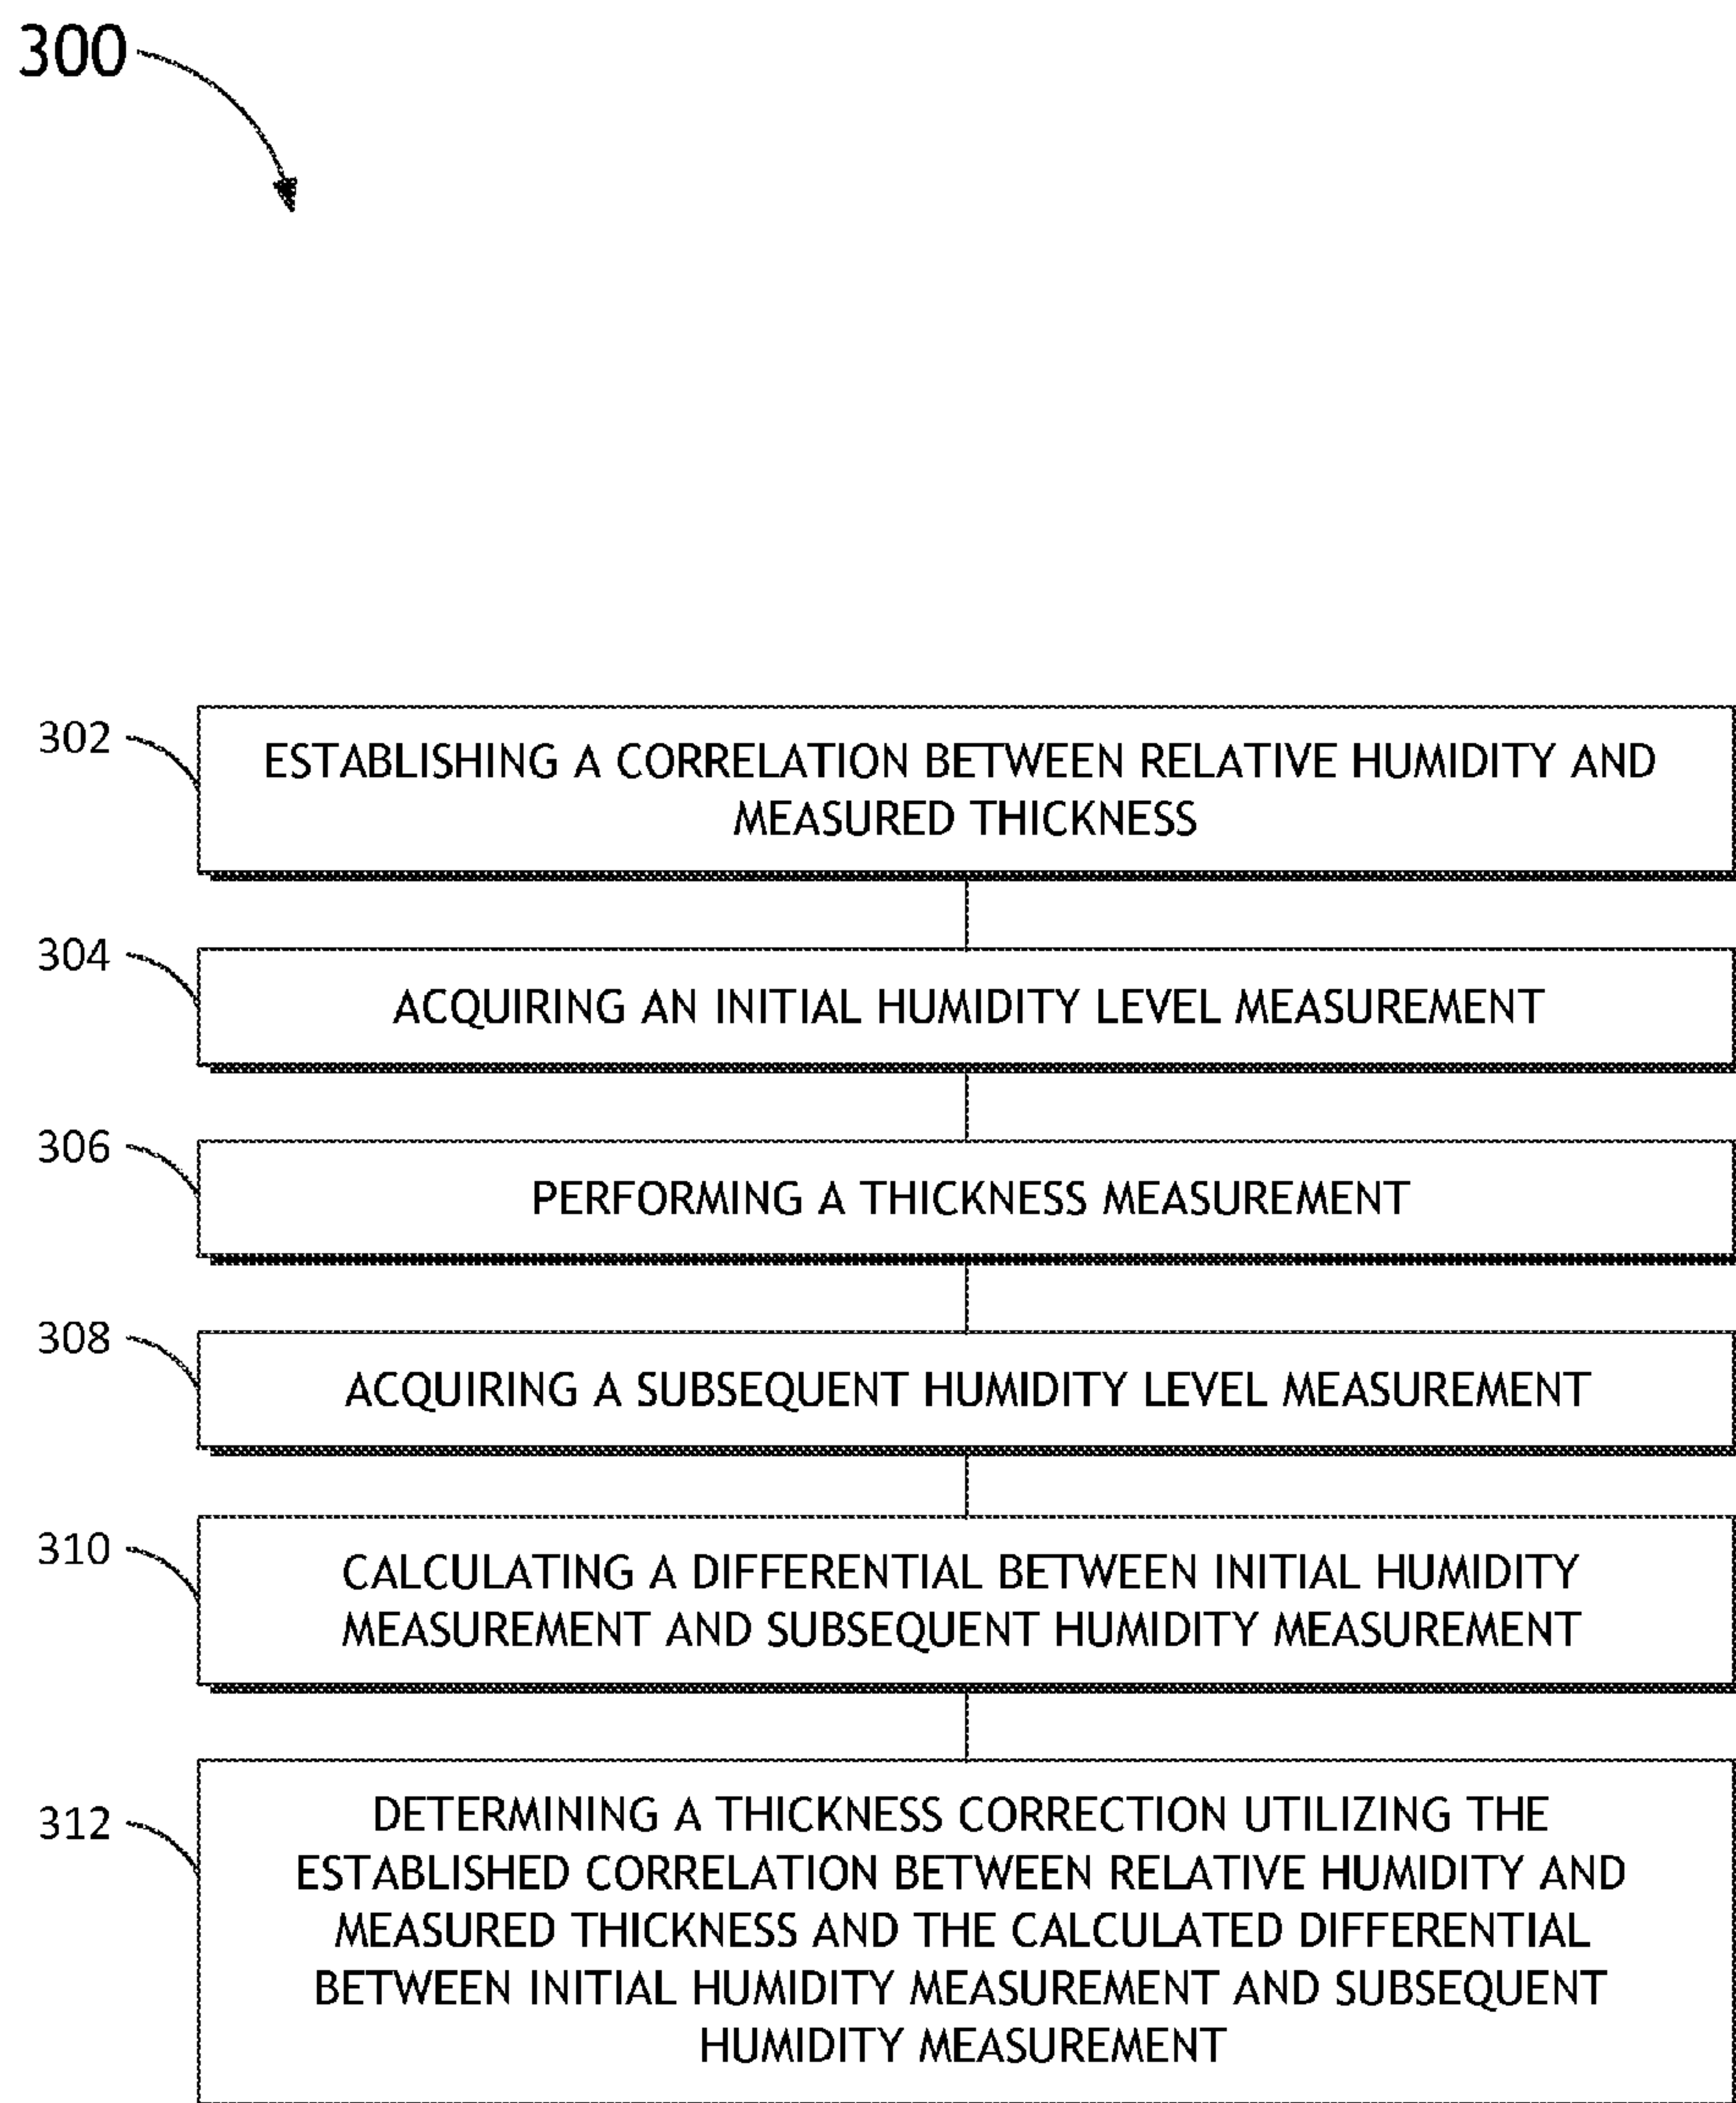 300
302
ESTABLISHING A CORRELATION BETWEEN RELATIVE HUMIDITY AND
MEASURED THICKNESS
304
ACQUIRING AN INITIAL HUMIDITY LEVEL MEASUREMENT
306
PERFORMING A THICKNESS MEASUREMENT
308
ACQUIRING A SUBSEQUENT HUMIDITY LEVEL MEASUREMENT
310
CALCULATING A DIFFERENTIAL BETWEEN INITIAL HUMIDITY
MEASUREMENT AND SUBSEQUENT HUMIDITY MEASUREMENT
312
DETERMINING A THICKNESS CORRECTION UTILIZING THE
ESTABLISHED CORRELATION BETWEEN RELATIVE HUMIDITY AND
MEASURED THICKNESS AND THE CALCULATED DIFFERENTIAL
BETWEEN INITIAL HUMIDITY MEASUREMENT AND SUBSEQUENT
HUMIDITY MEASUREMENT